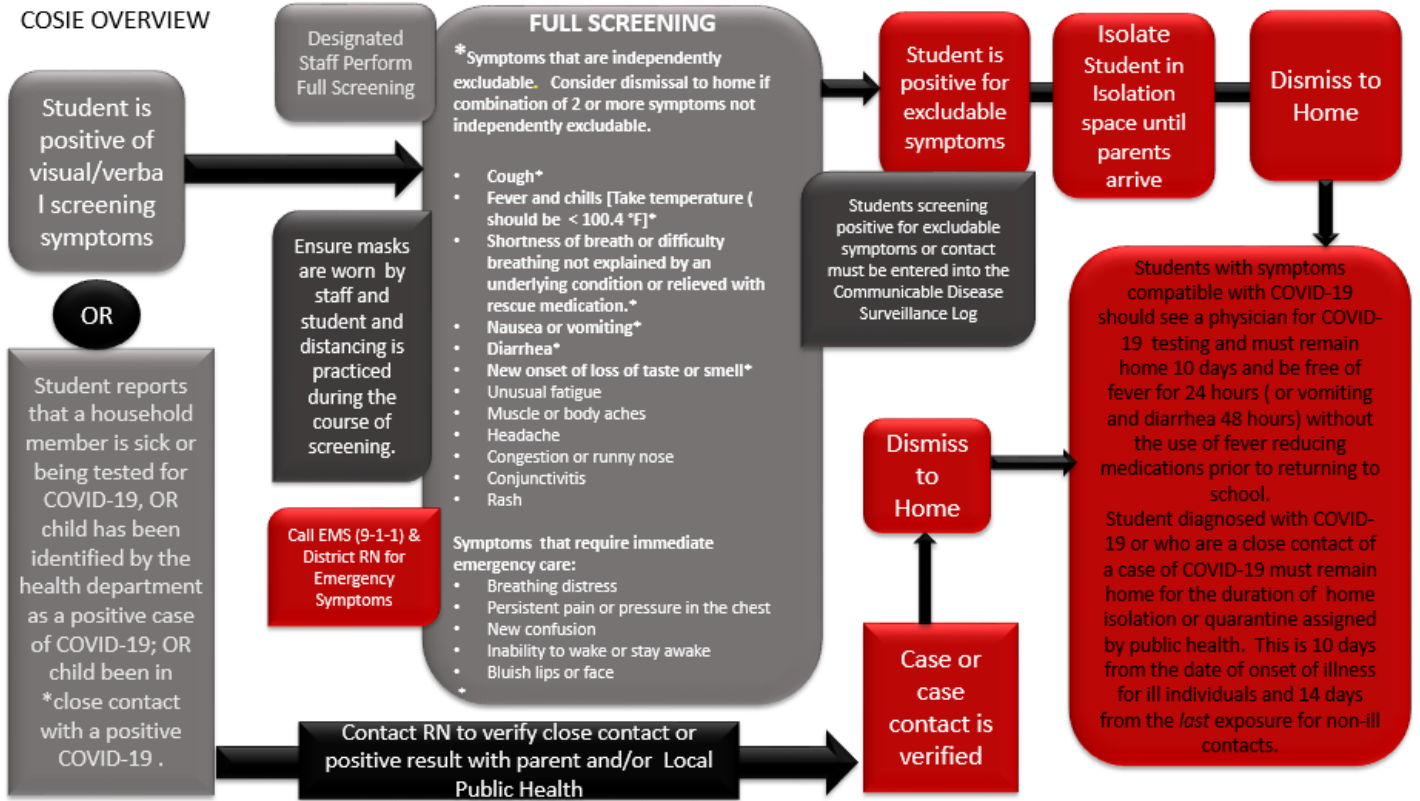 COSIE OVERVIEW
Student is
positive of
visual/verba
l screening
symptoms
OR
Student reports
that a household
member is sick or
being tested for
COVID-19, OR
child has been
identified by the
health department
as a positive case
of COVID-19; OR
child been in
*close contact
with a positive
COVID-19 .
Designated
Staff Perform
Full Screening
Ensure masks
are worn by
staff and
student and
distancing is
practiced
during the
course of
screening.
Call EMS (9-1-1) &
District RN for
Emergency
Symptoms
FULL SCREENING
*Symptoms that are independently
excludable. Consider dismissal to home if
combination of 2 or more symptoms not
independently excludable.
• Cough*
• Fever and chills [Take temperature (
should be < 100.4 °F]*
• Shortness of breath or difficulty
breathing not explained by an
underlying condition or relieved with
rescue medication.*
• Nausea or vomiting*
• Diarrhea*
• New onset of loss of taste or smell*
• Unusual fatigue
• Muscle or body aches
• Headache
• Congestion or runny nose
• Conjunctivitis
• Rash
Symptoms that require immediate
emergency care:
• Breathing distress
• Persistent pain or pressure in the chest
• New confusion
• Inability to wake or stay awake
• Bluish lips or face
*
Contact RN to verify close contact or
positive result with parent and/or Local
Public Health
Student is
positive for
excludable
symptoms
Students screening
positive for excludable
symptoms or contact
must be entered into the
Communicable Disease
Surveillance Log
Isolate
Student in
Isolation
space until
parents
arrive
Dismiss to
Home
Case or
case
contact is
verified
Dismiss
to
Home
Students with symptoms
compatible with COVID-19
should see a physician for COVID-
19 testing and must remain
home 10 days and be free of
fever for 24 hours ( or vomiting
and diarrhea 48 hours) without
the use of fever reducing
medications prior to returning to
school.
Student diagnosed with COVID-
19 or who are a close contact of
a case of COVID-19 must remain
home for the duration of home
isolation or quarantine assigned
by public health. This is 10 days
from the date of onset of illness
for ill individuals and 14 days
from the last exposure for non-ill
contacts.